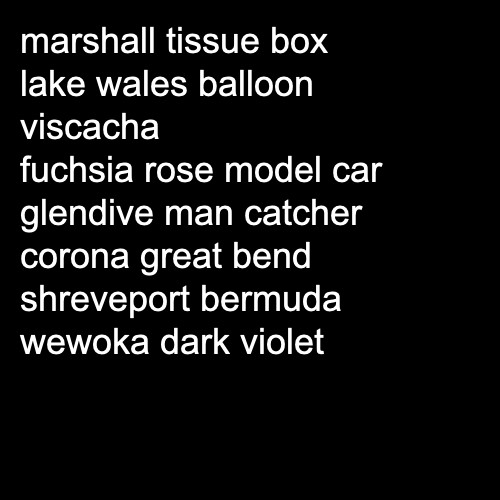 marshall tissue box
lake wales balloon
viscacha
fuchsia rose model car
glendive man catcher
corona great bend
shreveport bermuda
wewoka dark violet